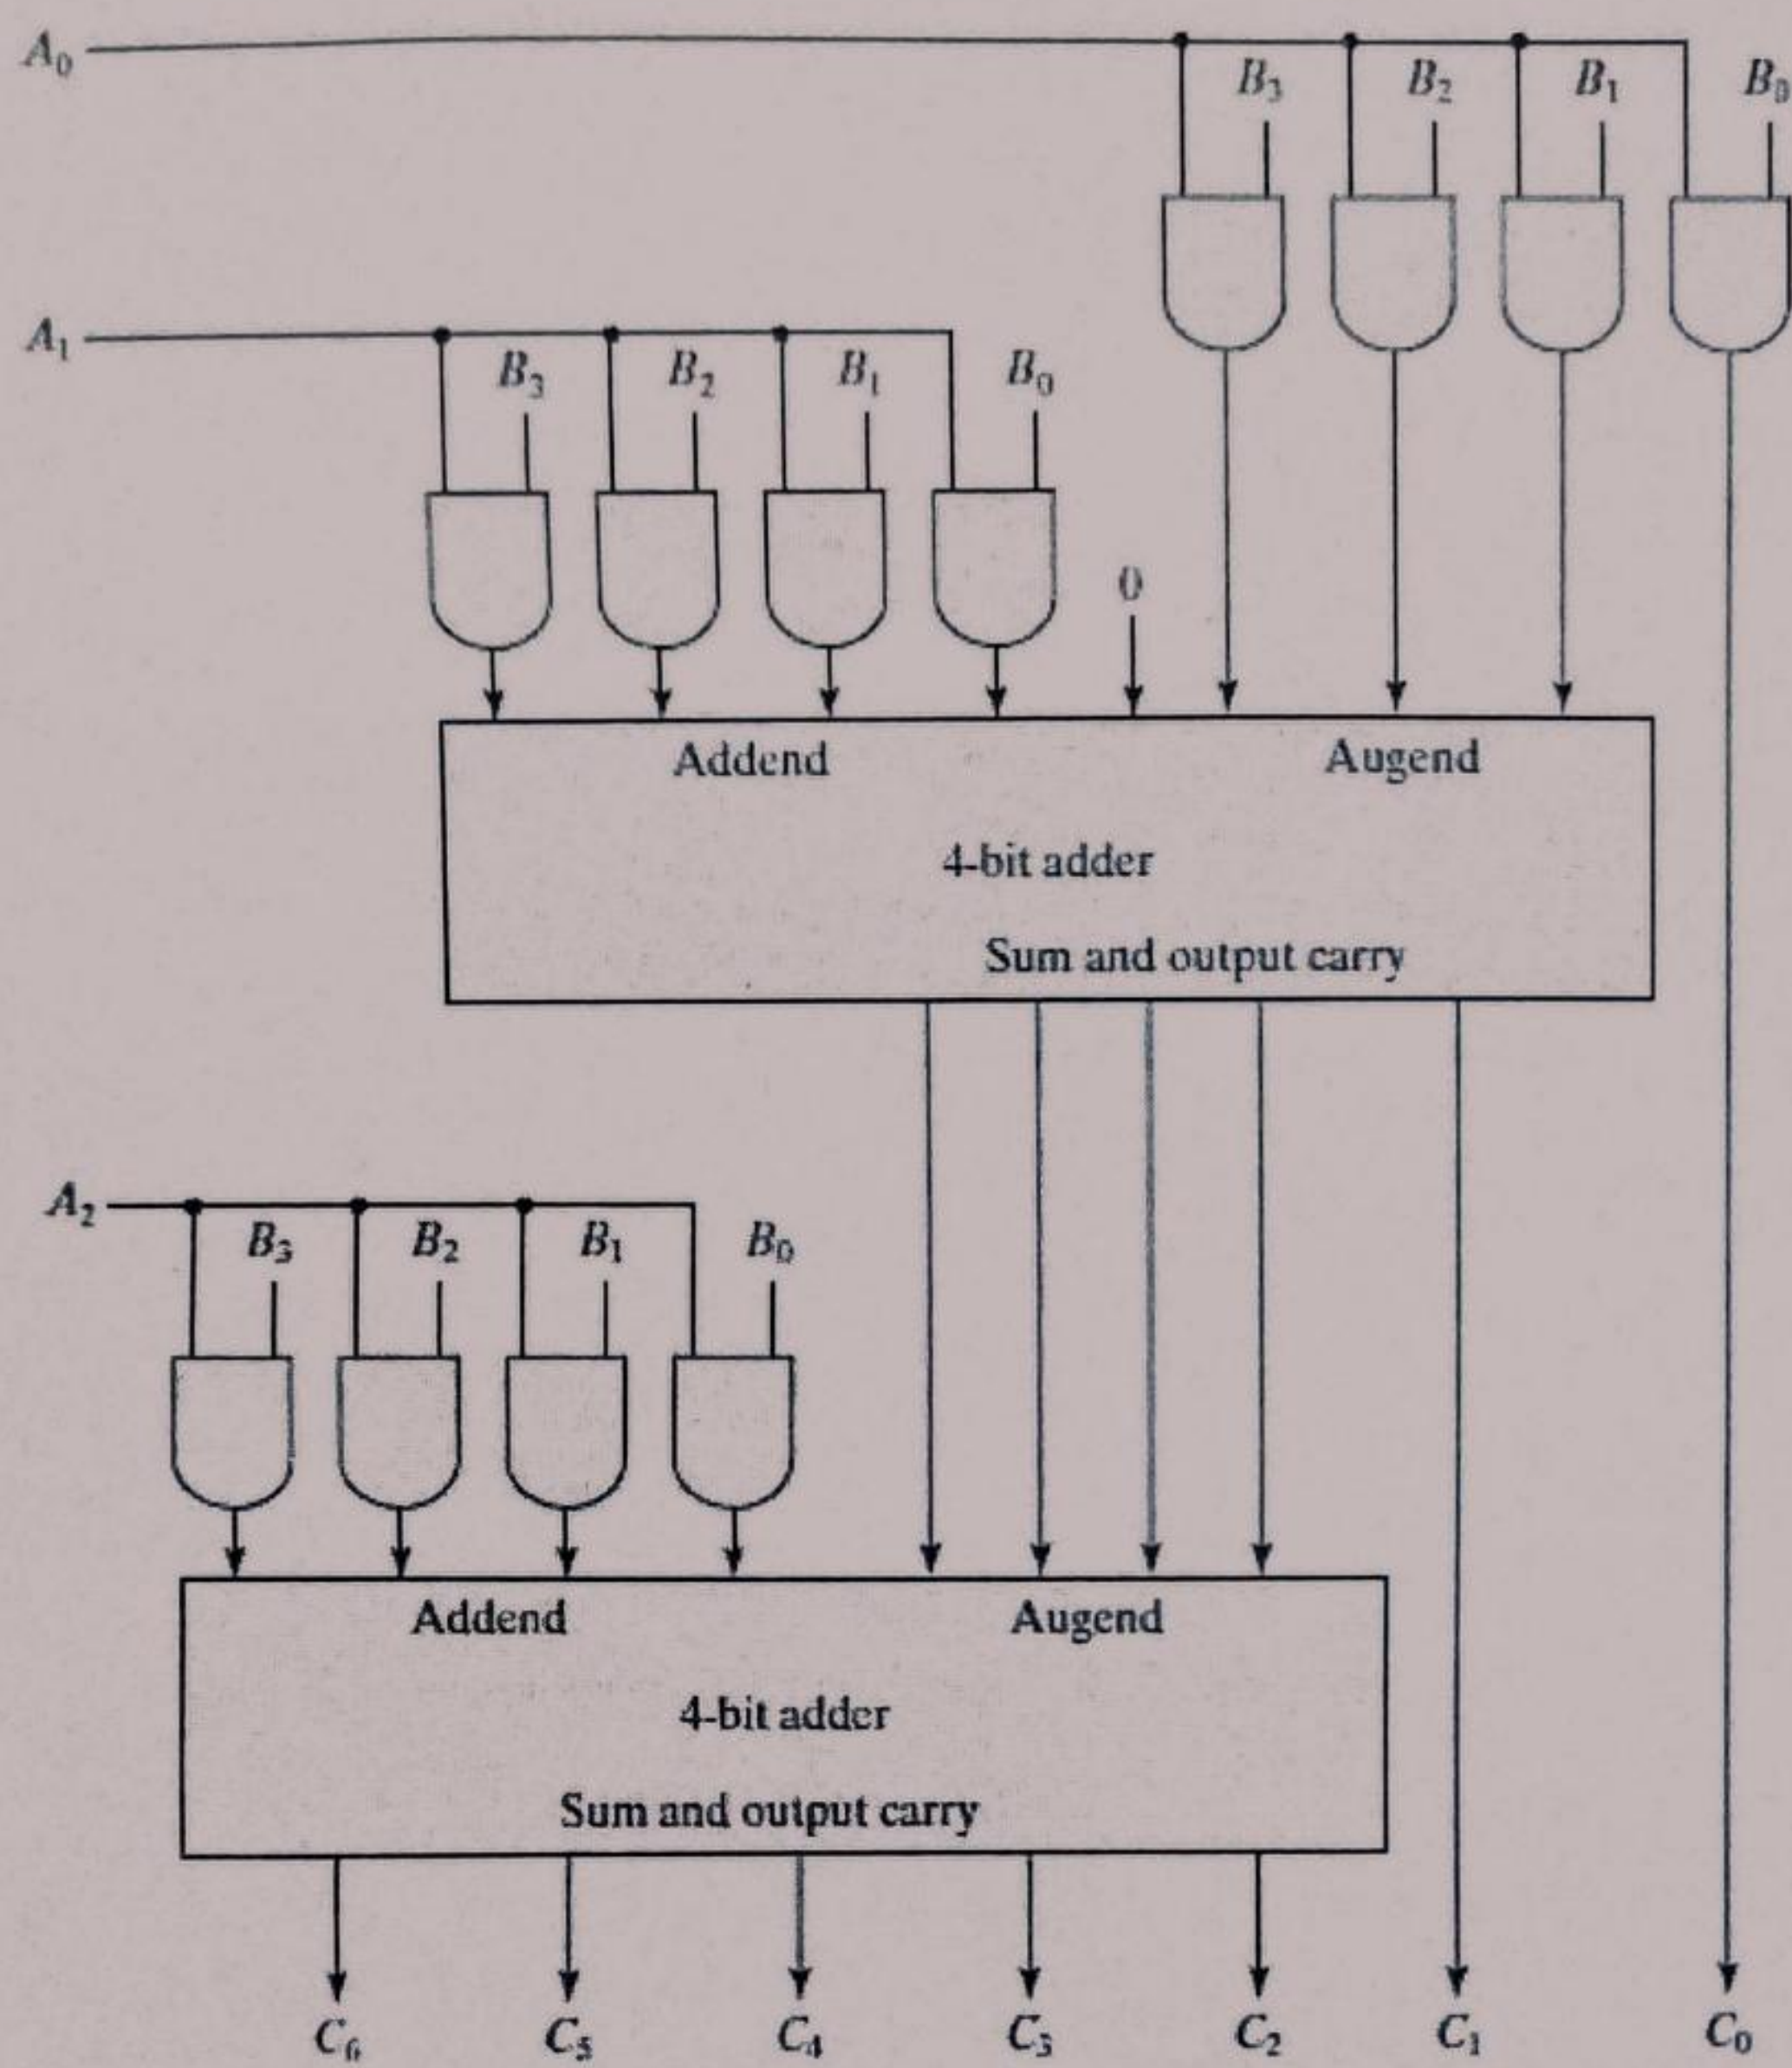 A₀
B₃ B₂ B₁ B₀
A₁
B₃ B₂ B₁ B₀
0
Addend Augend
4-bit adder
Sum and output carry
A₂
B₃ B₂ B₁ B₀
Addend Augend
4-bit adder
Sum and output carry
C₆ C₅ C₄ C₃ C₂ C₁ C₀